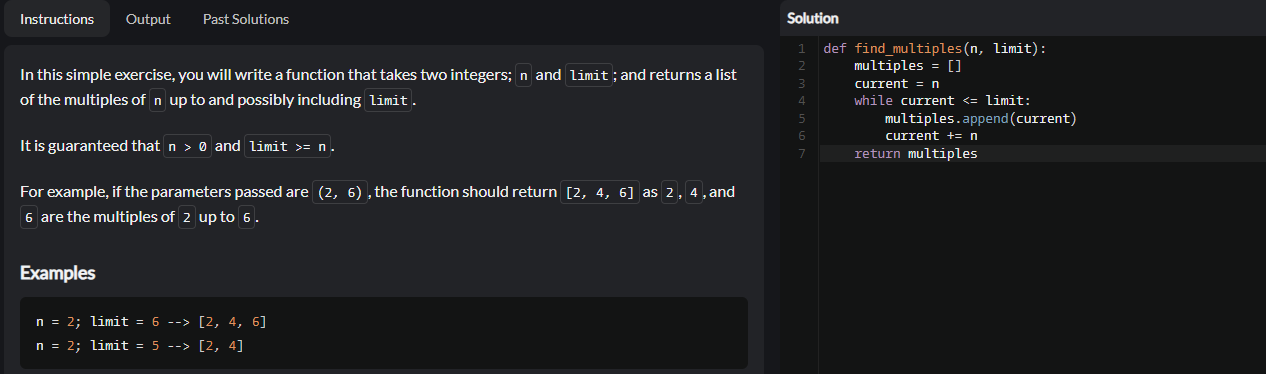 Instructions Output Past Solutions
In this simple exercise, you will write a function that takes two integers; n and limit; and returns a list
of the multiples of n up to and possibly including limit.
It is guaranteed that n > 0 and limit >= n.
For example, if the parameters passed are (2, 6), the function should return [2, 4, 6] as 2, 4, and
6 are the multiples of 2 up to 6.
Examples
n = 2; limit = 6 --> [2, 4, 6]
n = 2; limit = 5 --> [2, 4]
Solution
1 def find_multiples(n, limit):
2     multiples = []
3     current = n
4     while current <= limit:
5         multiples.append(current)
6         current += n
7     return multiples